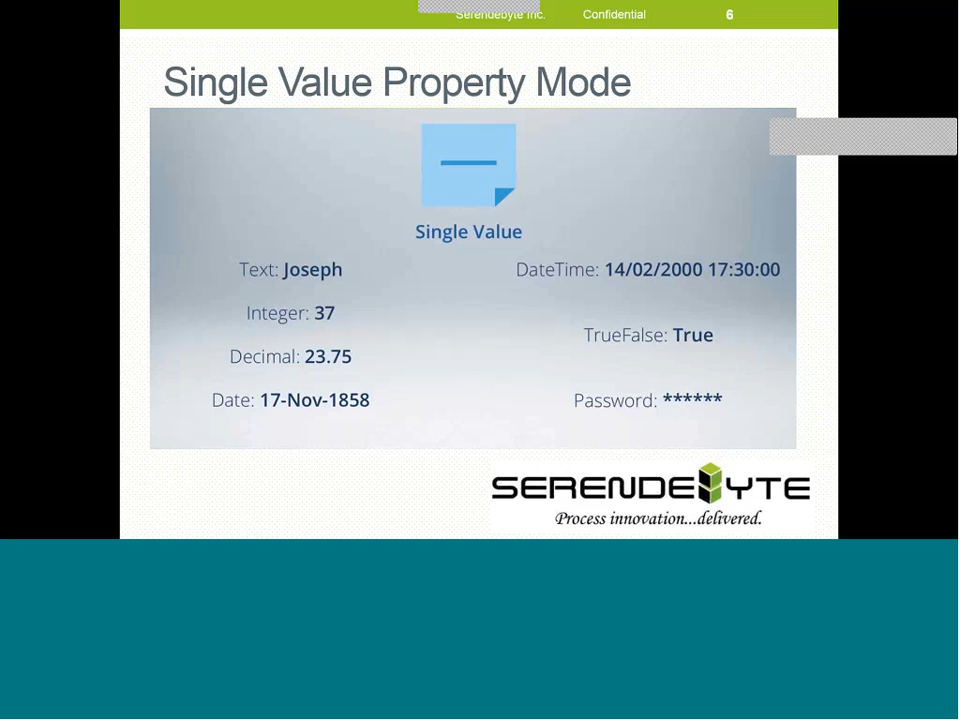 Serendebyte Inc. Confidential 6
Single Value Property Mode
Single Value
Text: Joseph
DateTime: 14/02/2000 17:30:00
Integer: 37
TrueFalse: True
Decimal: 23.75
Date: 17-Nov-1858
Password: ******
SERENDEBYTE
Process innovation...delivered.